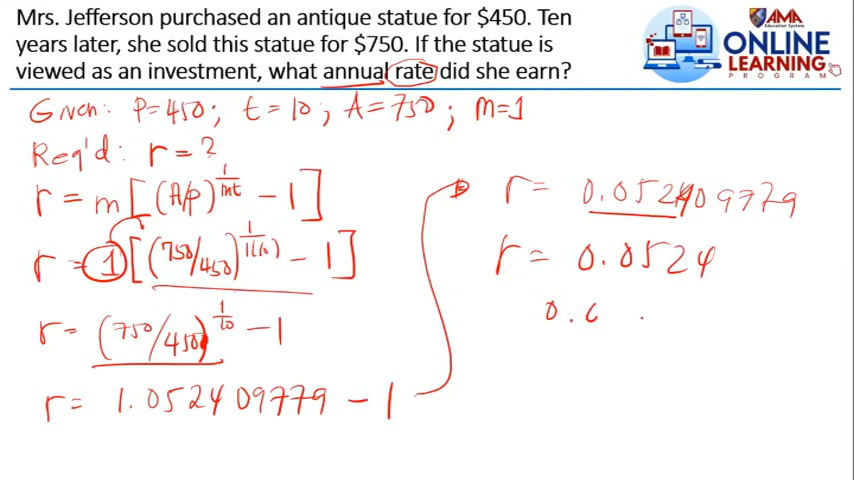 Mrs. Jefferson purchased an antique statue for $450. Ten
years later, she sold this statue for $750. If the statue is
viewed as an investment, what annual rate did she earn?
AMA
Education System
ONLINE
LEARNING
PROGRAM
Given: P=450; t=10; A=750; m=1
Req'd: r = ?
r = m[(A/P)^(1/mt) - 1]
r = 1[(750/450)^(1/1(10)) - 1]
r = (750/450)^(1/10) - 1
r = 1.052409779 - 1
r = 0.052409779
r = 0.0524
0.0 .